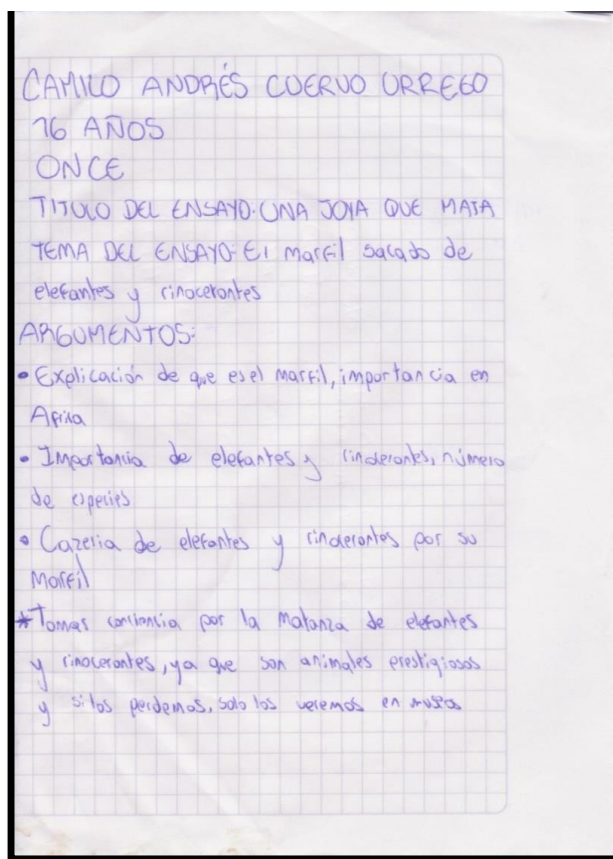 CAMILO ANDRÉS CUERVO URREGO
16 AÑOS
ONCE
TITULO DEL ENSAYO: UNA JOYA QUE MATA
TEMA DEL ENSAYO: El marfil sacado de
elefantes y rinocerontes
ARGUMENTOS:
• Explicación de que es el marfil, importancia en
Africa
• Importancia de elefantes y rinocerontes, número
de especies
• Cazeria de elefantes y rinocerontes por su
Marfil
* Tomar conciencia por la matanza de elefantes
y rinocerontes, ya que son animales prestigiosos
y si los perdemos, solo los veremos en museos